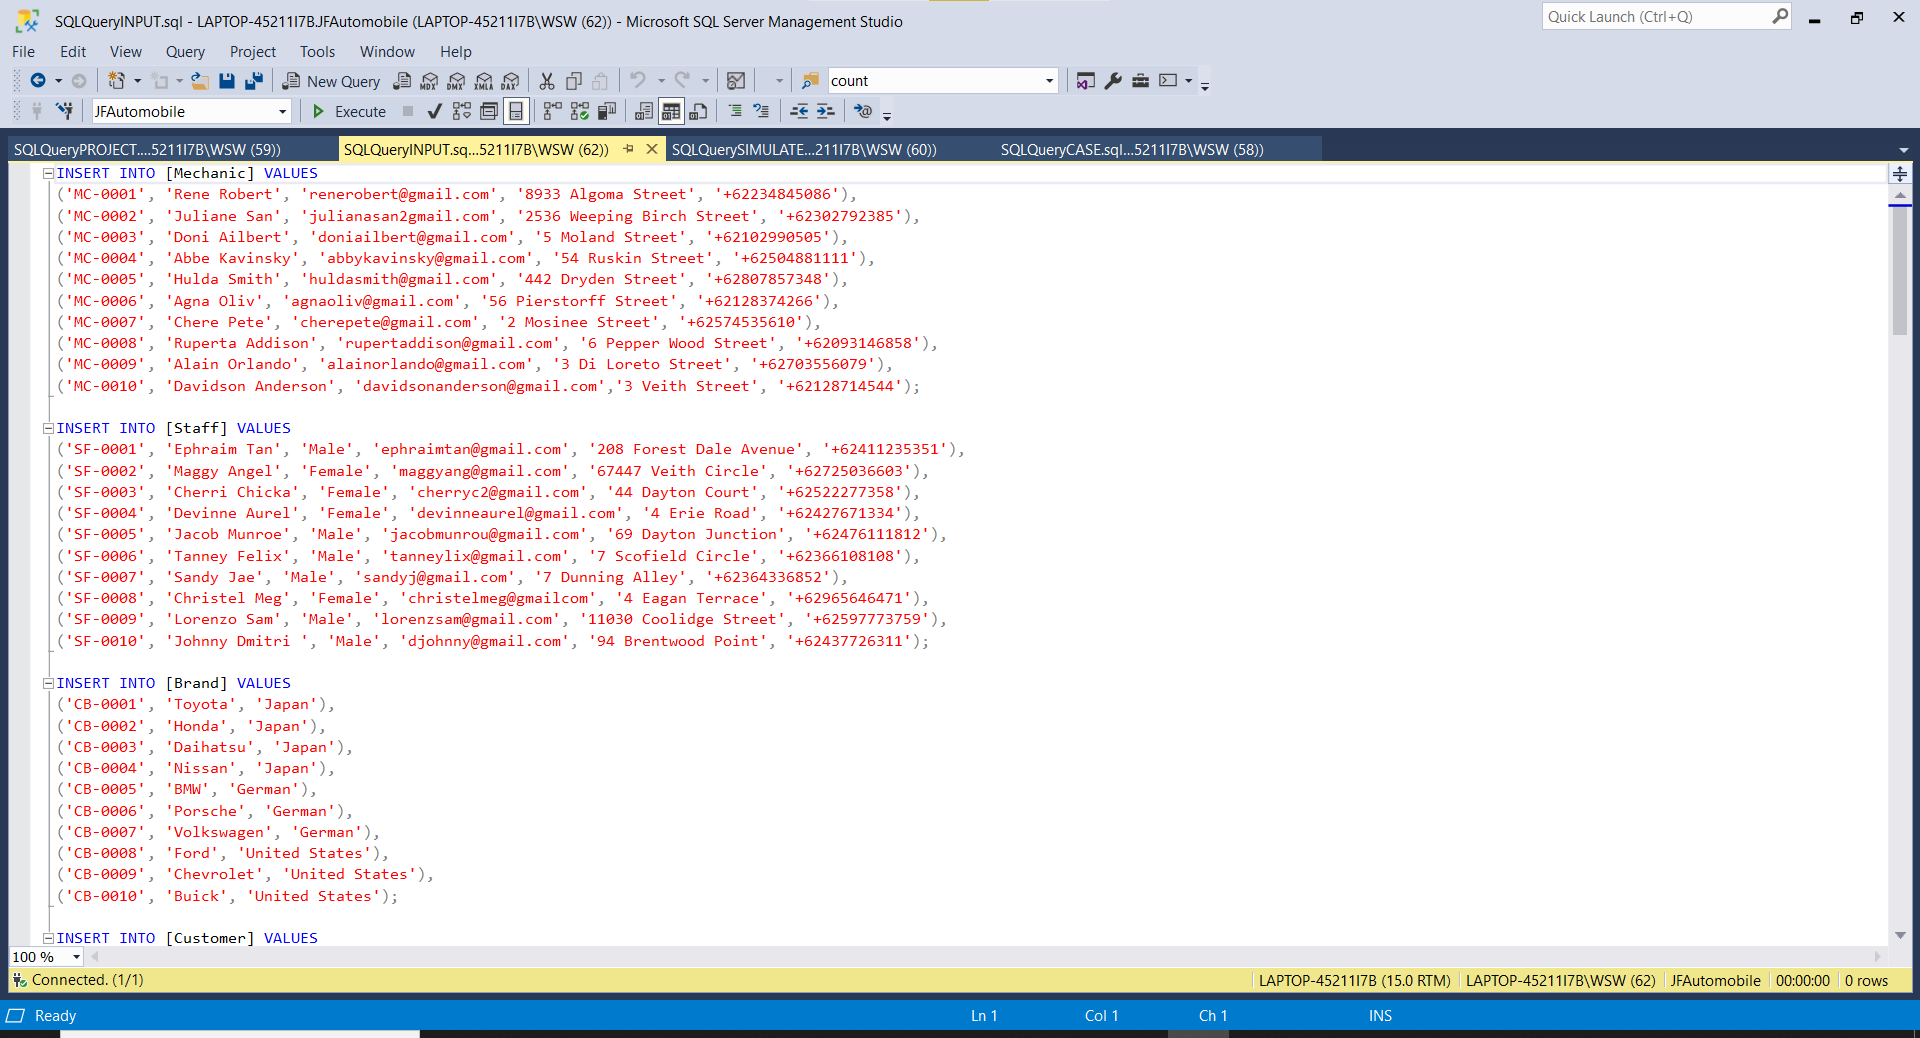 SQLQueryINPUT.sql - LAPTOP-45211I7B.JFAutomobile (LAPTOP-45211I7B\WSW (62)) - Microsoft SQL Server Management Studio
Quick Launch (Ctrl+Q)
File Edit View Query Project Tools Window Help
New Query MDX DMX XMLA DAX count
JFAutomobile Execute
SQLQueryPROJECT....5211I7B\WSW (59)) SQLQueryINPUT.sq...5211I7B\WSW (62)) SQLQuerySIMULATE...211I7B\WSW (60)) SQLQueryCASE.sql...5211I7B\WSW (58))
INSERT INTO [Mechanic] VALUES
('MC-0001', 'Rene Robert', 'renerobert@gmail.com', '8933 Algoma Street', '+62234845086'),
('MC-0002', 'Juliane San', 'julianasan2gmail.com', '2536 Weeping Birch Street', '+62302792385'),
('MC-0003', 'Doni Ailbert', 'doniailbert@gmail.com', '5 Moland Street', '+62102990505'),
('MC-0004', 'Abbe Kavinsky', 'abbykavinsky@gmail.com', '54 Ruskin Street', '+62504881111'),
('MC-0005', 'Hulda Smith', 'huldasmith@gmail.com', '442 Dryden Street', '+62807857348'),
('MC-0006', 'Agna Oliv', 'agnaoliv@gmail.com', '56 Pierstorff Street', '+62128374266'),
('MC-0007', 'Chere Pete', 'cherepete@gmail.com', '2 Mosinee Street', '+62574535610'),
('MC-0008', 'Ruperta Addison', 'rupertaddison@gmail.com', '6 Pepper Wood Street', '+62093146858'),
('MC-0009', 'Alain Orlando', 'alainorlando@gmail.com', '3 Di Loreto Street', '+62703556079'),
('MC-0010', 'Davidson Anderson', 'davidsonanderson@gmail.com','3 Veith Street', '+62128714544');
INSERT INTO [Staff] VALUES
('SF-0001', 'Ephraim Tan', 'Male', 'ephraimtan@gmail.com', '208 Forest Dale Avenue', '+62411235351'),
('SF-0002', 'Maggy Angel', 'Female', 'maggyang@gmail.com', '67447 Veith Circle', '+62725036603'),
('SF-0003', 'Cherri Chicka', 'Female', 'cherryc2@gmail.com', '44 Dayton Court', '+62522277358'),
('SF-0004', 'Devinne Aurel', 'Female', 'devinneaurel@gmail.com', '4 Erie Road', '+62427671334'),
('SF-0005', 'Jacob Munroe', 'Male', 'jacobmunrou@gmail.com', '69 Dayton Junction', '+62476111812'),
('SF-0006', 'Tanney Felix', 'Male', 'tanneylix@gmail.com', '7 Scofield Circle', '+62366108108'),
('SF-0007', 'Sandy Jae', 'Male', 'sandyj@gmail.com', '7 Dunning Alley', '+62364336852'),
('SF-0008', 'Christel Meg', 'Female', 'christelmeg@gmailcom', '4 Eagan Terrace', '+62965646471'),
('SF-0009', 'Lorenzo Sam', 'Male', 'lorenzsam@gmail.com', '11030 Coolidge Street', '+62597773759'),
('SF-0010', 'Johnny Dmitri ', 'Male', 'djohnny@gmail.com', '94 Brentwood Point', '+62437726311');
INSERT INTO [Brand] VALUES
('CB-0001', 'Toyota', 'Japan'),
('CB-0002', 'Honda', 'Japan'),
('CB-0003', 'Daihatsu', 'Japan'),
('CB-0004', 'Nissan', 'Japan'),
('CB-0005', 'BMW', 'German'),
('CB-0006', 'Porsche', 'German'),
('CB-0007', 'Volkswagen', 'German'),
('CB-0008', 'Ford', 'United States'),
('CB-0009', 'Chevrolet', 'United States'),
('CB-0010', 'Buick', 'United States');
INSERT INTO [Customer] VALUES
100 %
Connected. (1/1) LAPTOP-45211I7B (15.0 RTM) LAPTOP-45211I7B\WSW (62) JFAutomobile 00:00:00 0 rows
Ready Ln 1 Col 1 Ch 1 INS